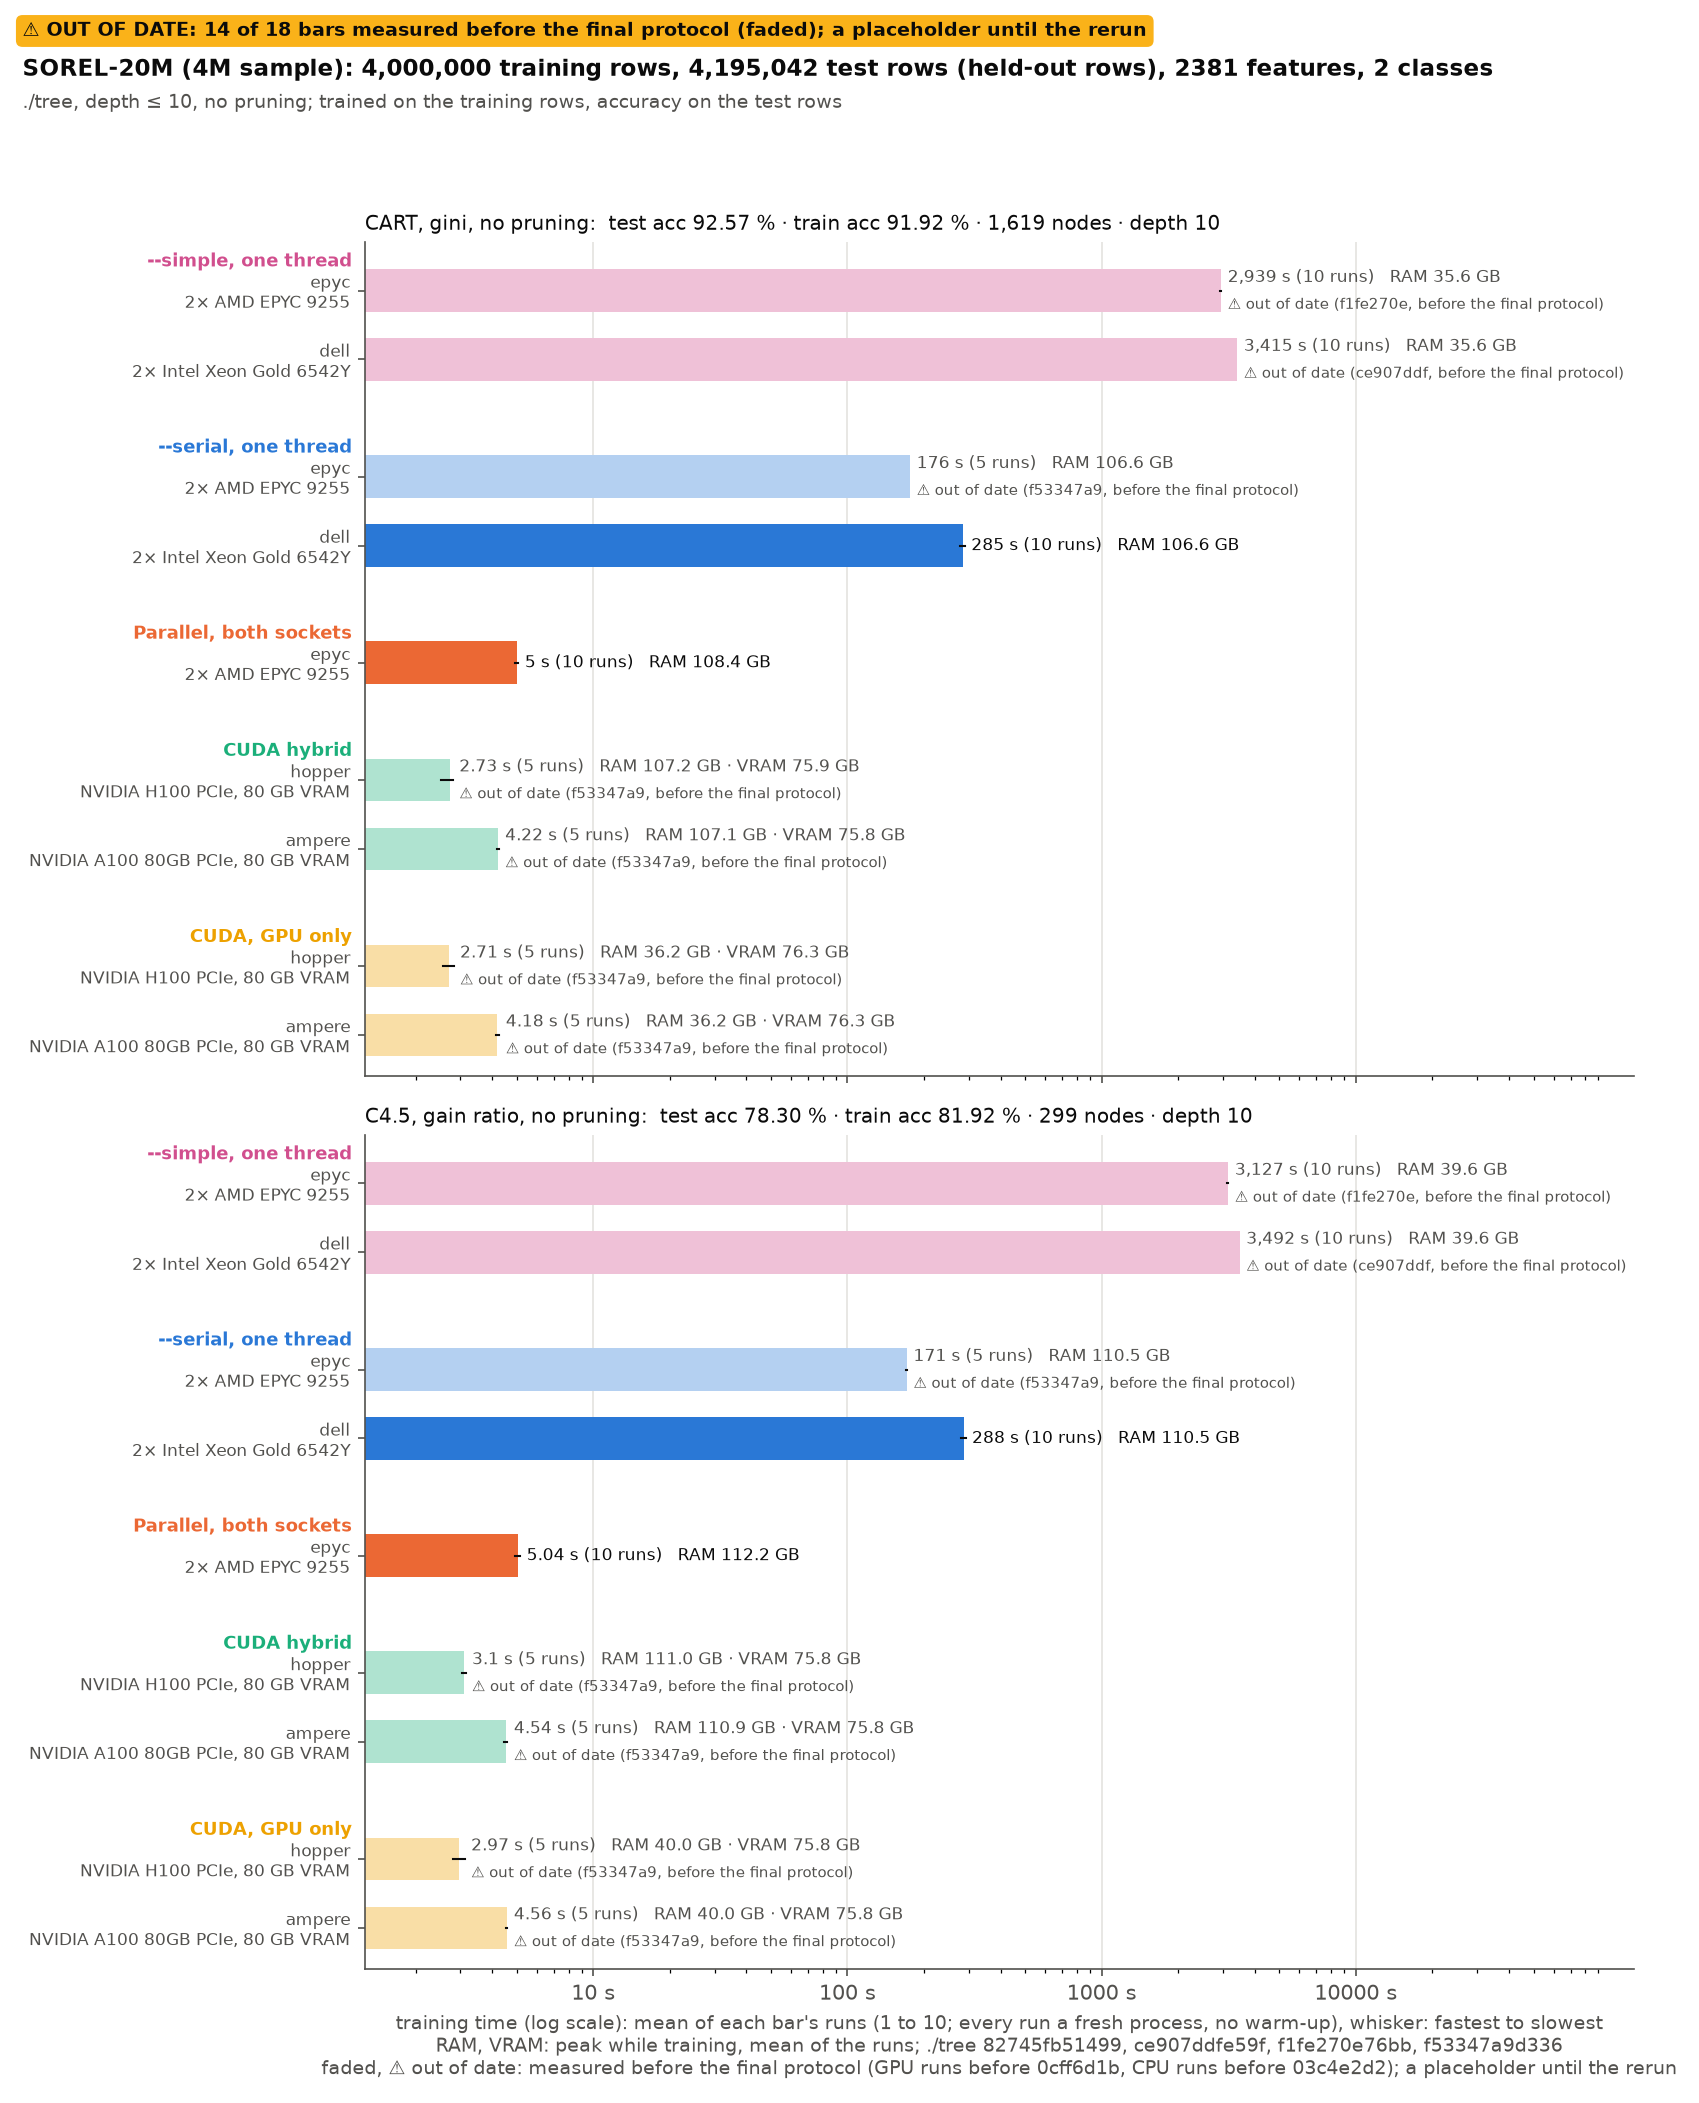 ⚠ OUT OF DATE: 14 of 18 bars measured before the final protocol (faded); a placeholder until the rerun
SOREL-20M (4M sample): 4,000,000 training rows, 4,195,042 test rows (held-out rows), 2381 features, 2 classes
./tree, depth ≤ 10, no pruning; trained on the training rows, accuracy on the test rows
CART, gini, no pruning:  test acc 92.57 % · train acc 91.92 % · 1,619 nodes · depth 10
--simple, one thread
epyc
2× AMD EPYC 9255
2,939 s (10 runs)   RAM 35.6 GB
⚠ out of date (f1fe270e, before the final protocol)
dell
2× Intel Xeon Gold 6542Y
3,415 s (10 runs)   RAM 35.6 GB
⚠ out of date (ce907ddf, before the final protocol)
--serial, one thread
epyc
2× AMD EPYC 9255
176 s (5 runs)   RAM 106.6 GB
⚠ out of date (f53347a9, before the final protocol)
dell
2× Intel Xeon Gold 6542Y
285 s (10 runs)   RAM 106.6 GB
Parallel, both sockets
epyc
2× AMD EPYC 9255
5 s (10 runs)   RAM 108.4 GB
CUDA hybrid
hopper
NVIDIA H100 PCIe, 80 GB VRAM
2.73 s (5 runs)   RAM 107.2 GB · VRAM 75.9 GB
⚠ out of date (f53347a9, before the final protocol)
ampere
NVIDIA A100 80GB PCIe, 80 GB VRAM
4.22 s (5 runs)   RAM 107.1 GB · VRAM 75.8 GB
⚠ out of date (f53347a9, before the final protocol)
CUDA, GPU only
hopper
NVIDIA H100 PCIe, 80 GB VRAM
2.71 s (5 runs)   RAM 36.2 GB · VRAM 76.3 GB
⚠ out of date (f53347a9, before the final protocol)
ampere
NVIDIA A100 80GB PCIe, 80 GB VRAM
4.18 s (5 runs)   RAM 36.2 GB · VRAM 76.3 GB
⚠ out of date (f53347a9, before the final protocol)
C4.5, gain ratio, no pruning:  test acc 78.30 % · train acc 81.92 % · 299 nodes · depth 10
--simple, one thread
epyc
2× AMD EPYC 9255
3,127 s (10 runs)   RAM 39.6 GB
⚠ out of date (f1fe270e, before the final protocol)
dell
2× Intel Xeon Gold 6542Y
3,492 s (10 runs)   RAM 39.6 GB
⚠ out of date (ce907ddf, before the final protocol)
--serial, one thread
epyc
2× AMD EPYC 9255
171 s (5 runs)   RAM 110.5 GB
⚠ out of date (f53347a9, before the final protocol)
dell
2× Intel Xeon Gold 6542Y
288 s (10 runs)   RAM 110.5 GB
Parallel, both sockets
epyc
2× AMD EPYC 9255
5.04 s (10 runs)   RAM 112.2 GB
CUDA hybrid
hopper
NVIDIA H100 PCIe, 80 GB VRAM
3.1 s (5 runs)   RAM 111.0 GB · VRAM 75.8 GB
⚠ out of date (f53347a9, before the final protocol)
ampere
NVIDIA A100 80GB PCIe, 80 GB VRAM
4.54 s (5 runs)   RAM 110.9 GB · VRAM 75.8 GB
⚠ out of date (f53347a9, before the final protocol)
CUDA, GPU only
hopper
NVIDIA H100 PCIe, 80 GB VRAM
2.97 s (5 runs)   RAM 40.0 GB · VRAM 75.8 GB
⚠ out of date (f53347a9, before the final protocol)
ampere
NVIDIA A100 80GB PCIe, 80 GB VRAM
4.56 s (5 runs)   RAM 40.0 GB · VRAM 75.8 GB
⚠ out of date (f53347a9, before the final protocol)
10 s
100 s
1000 s
10000 s
training time (log scale): mean of each bar's runs (1 to 10; every run a fresh process, no warm-up), whisker: fastest to slowest
RAM, VRAM: peak while training, mean of the runs; ./tree 82745fb51499, ce907ddfe59f, f1fe270e76bb, f53347a9d336
faded, ⚠ out of date: measured before the final protocol (GPU runs before 0cff6d1b, CPU runs before 03c4e2d2); a placeholder until the rerun